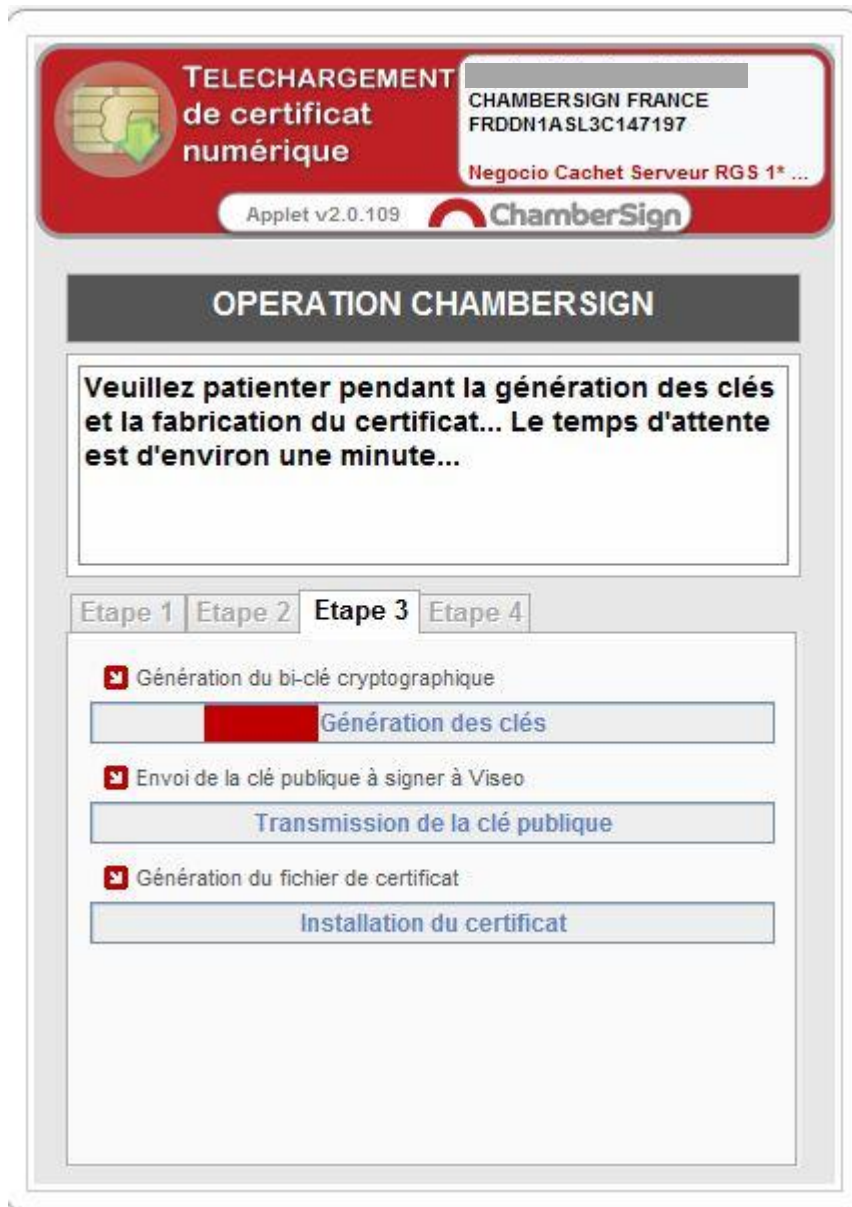 TELECHARGEMENT
de certificat
numérique
CHAMBERSIGN FRANCE
FRDDN1ASL3C147197
Negocio Cachet Serveur RGS 1* ...
Applet v2.0.109
ChamberSign
OPERATION CHAMBERSIGN
Veuillez patienter pendant la génération des clés
et la fabrication du certificat... Le temps d'attente
est d'environ une minute...
Etape 1 Etape 2 Etape 3 Etape 4
Génération du bi-clé cryptographique
Génération des clés
Envoi de la clé publique à signer à Viseo
Transmission de la clé publique
Génération du fichier de certificat
Installation du certificat